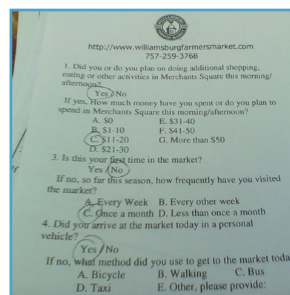 http://www.williamsburgfarmersmarket.com
757-259-3768
1. Did you or do you plan on doing additional shopping,
eating or other activities in Merchants Square this morning/
afternoon?
Yes / No
If yes, How much money have you spent or do you plan to
spend in Merchants Square this morning/afternoon?
A. $0 E. $31-40
B. $1-10 F. $41-50
C. $11-20 G. More than $50
D. $21-30
3. Is this your first time in the market?
Yes / No
If no, so far this season, how frequently have you visited
the market?
A. Every Week B. Every other week
C. Once a month D. Less than once a month
4. Did you arrive at the market today in a personal
vehicle?
Yes / No
If no, what method did you use to get to the market toda
A. Bicycle B. Walking C. Bus
D. Taxi E. Other, please provide: